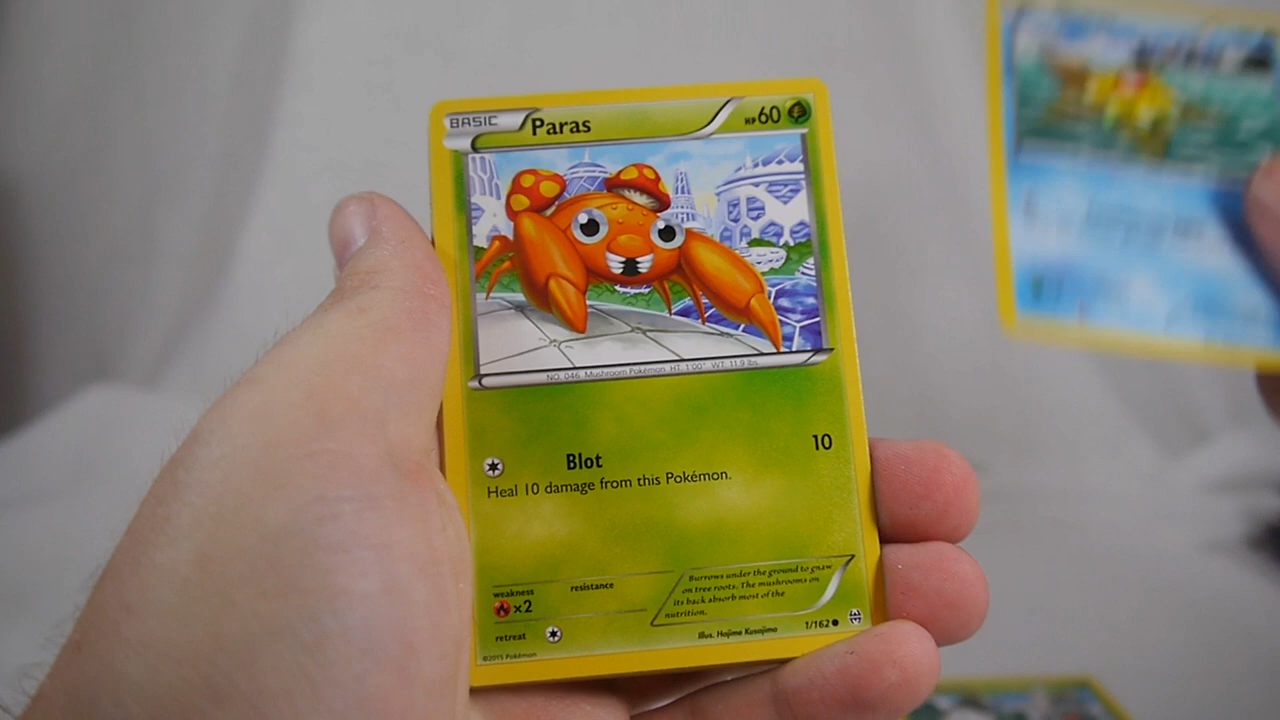 BASIC Paras HP 60
NO. 046 Mushroom Pokémon HT: 1'00" WT: 11.9 lbs.
Blot 10
Heal 10 damage from this Pokémon.
weakness resistance
×2
Burrows under the ground to gnaw
on tree roots. The mushrooms on
its back absorb most of the
nutrition.
retreat
Illus. Hajime Kusajima 1/162
©2015 Pokémon